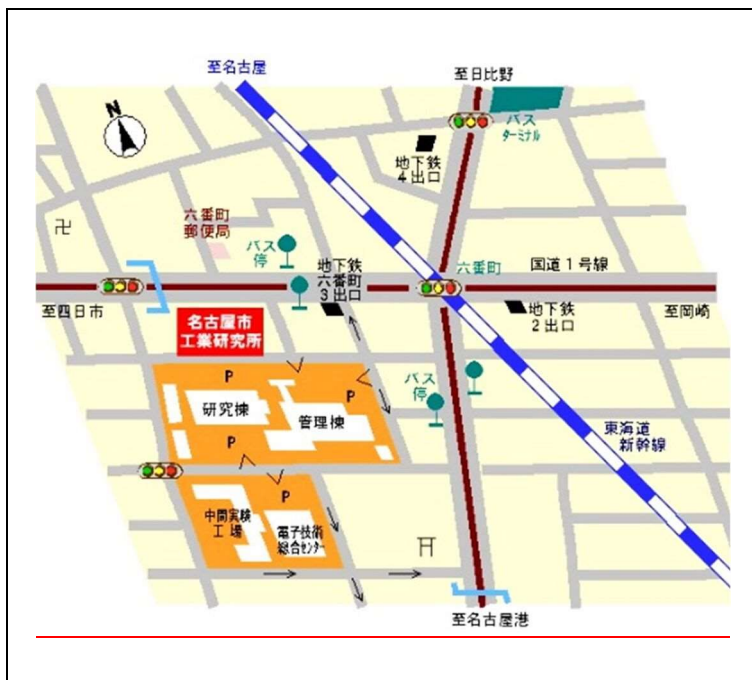 至名古屋
至日比野
N
バス
ターミナル
地下鉄
4出口
六番町
郵便局
卍
バス
停
地下鉄
六番町
3出口
六番町
国道1号線
至四日市
地下鉄
2出口
至岡崎
名古屋市
工業研究所
P
P
バス
停
研究棟
管理棟
P
東海道
新幹線
P
中間実験
工場
電子技術
総合センター
至名古屋港